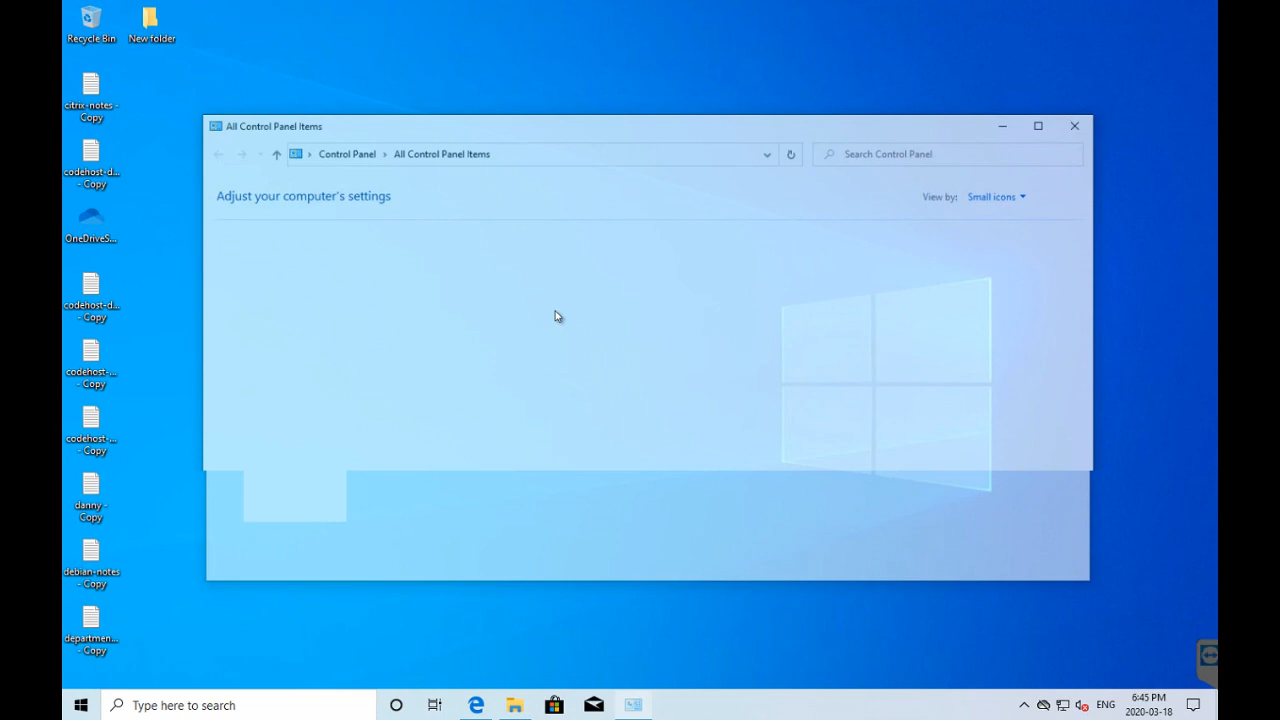 Recycle Bin
New folder
citrix-notes -
Copy
codehost-d...
- Copy
OneDriveS...
codehost-d...
- Copy
codehost-...
- Copy
codehost-...
- Copy
danny -
Copy
debian-notes
- Copy
departmen...
- Copy
All Control Panel Items
Control Panel > All Control Panel Items
Search Control Panel
Adjust your computer's settings
View by: Small icons
Type here to search
ENG
6:45 PM
2020-03-18